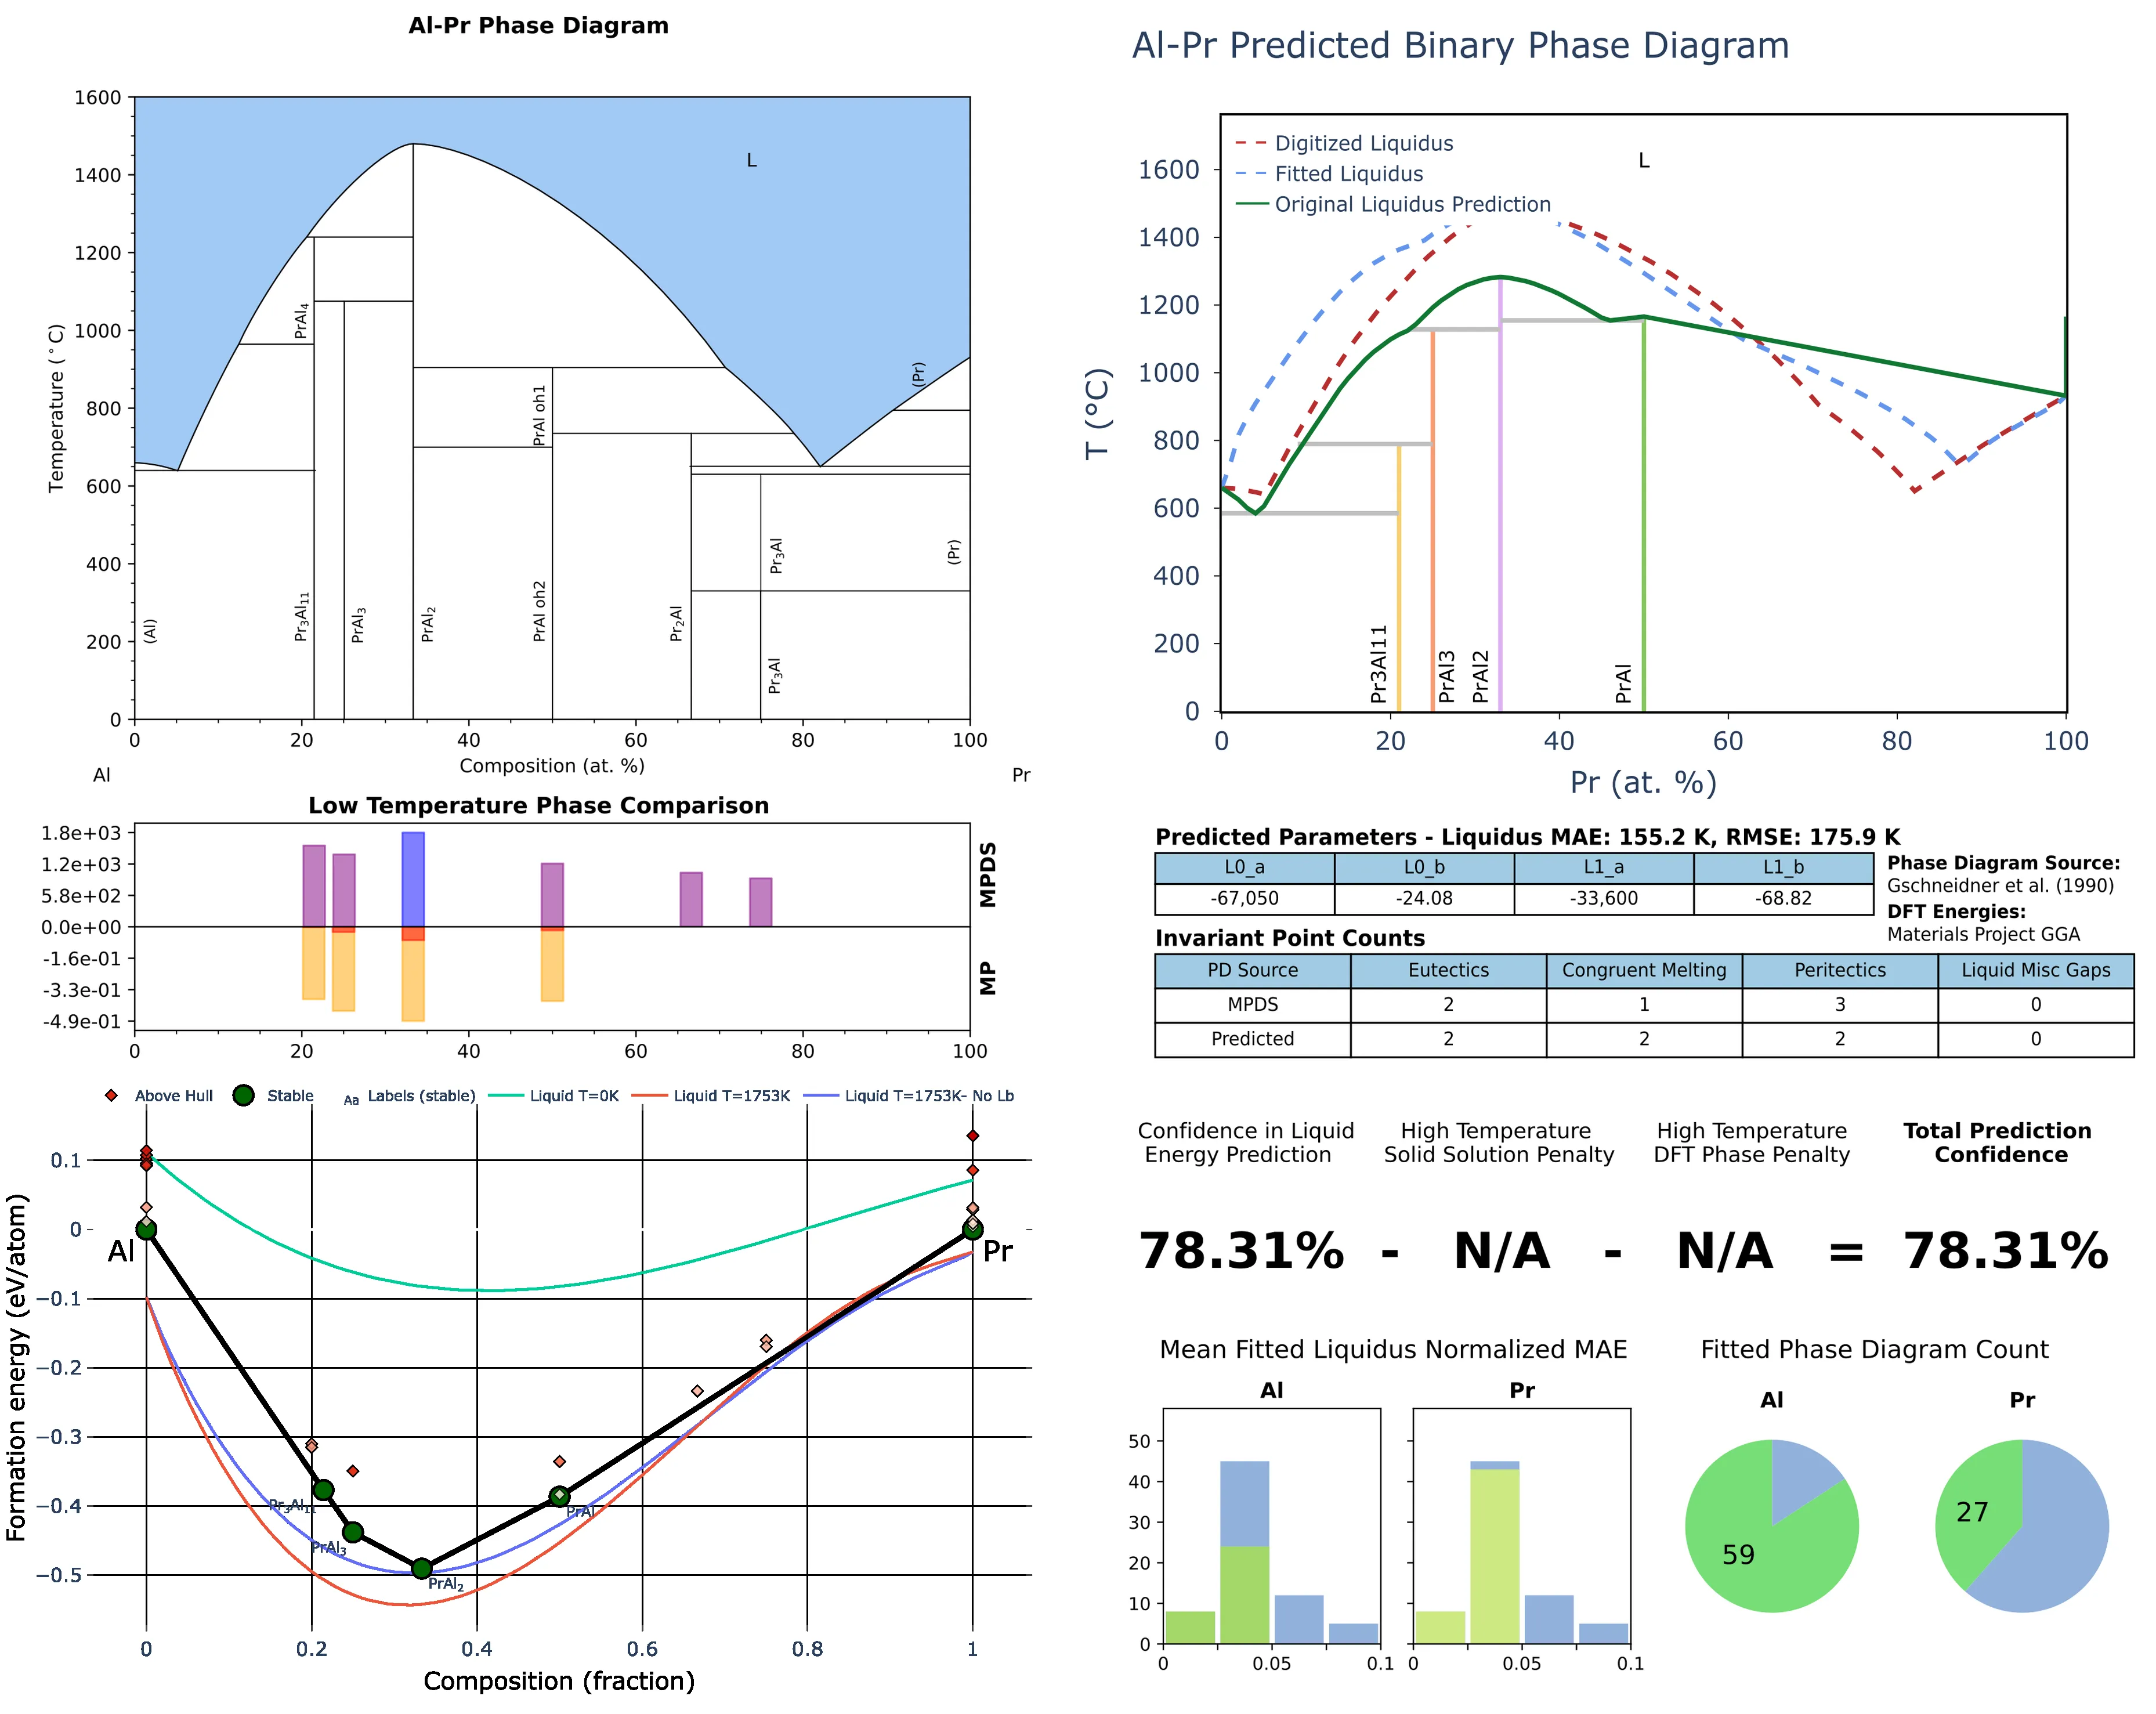 Al-Pr Phase Diagram
1600
1400
1200
1000
800
600
400
200
0
Temperature (°C)
L
PrAl4
Pr3Al11
PrAl3
PrAl2
PrAl oh1
PrAl oh2
Pr2Al
Pr3Al
Pr3Al
(Al)
(Pr)
(Pr)
0 20 40 60 80 100
Al Composition (at. %) Pr
Low Temperature Phase Comparison
1.8e+03
1.2e+03
5.8e+02
0.0e+00
-1.6e-01
-3.3e-01
-4.9e-01
MPDS
MP
0 20 40 60 80 100
Above Hull Stable Aa Labels (stable) Liquid T=0K Liquid T=1753K Liquid T=1753K- No Lb
0.1
0
−0.1
−0.2
−0.3
−0.4
−0.5
Formation energy (eV/atom)
Al
Pr
Pr3Al11
PrAl3
PrAl2
PrAl
0 0.2 0.4 0.6 0.8 1
Composition (fraction)
Al-Pr Predicted Binary Phase Diagram
Digitized Liquidus
Fitted Liquidus
Original Liquidus Prediction
L
1600
1400
1200
1000
800
600
400
200
0
T (°C)
Pr3Al11
PrAl3
PrAl2
PrAl
0 20 40 60 80 100
Pr (at. %)
Predicted Parameters - Liquidus MAE: 155.2 K, RMSE: 175.9 K
L0_a L0_b L1_a L1_b
-67,050 -24.08 -33,600 -68.82
Phase Diagram Source:
Gschneidner et al. (1990)
DFT Energies:
Materials Project GGA
Invariant Point Counts
PD Source Eutectics Congruent Melting Peritectics Liquid Misc Gaps
MPDS 2 1 3 0
Predicted 2 2 2 0
Confidence in Liquid High Temperature High Temperature Total Prediction
Energy Prediction Solid Solution Penalty DFT Phase Penalty Confidence
78.31% - N/A - N/A = 78.31%
Mean Fitted Liquidus Normalized MAE
Al
Pr
50
40
30
20
10
0
0 0.05 0.1
0 0.05 0.1
Fitted Phase Diagram Count
Al
Pr
59
27